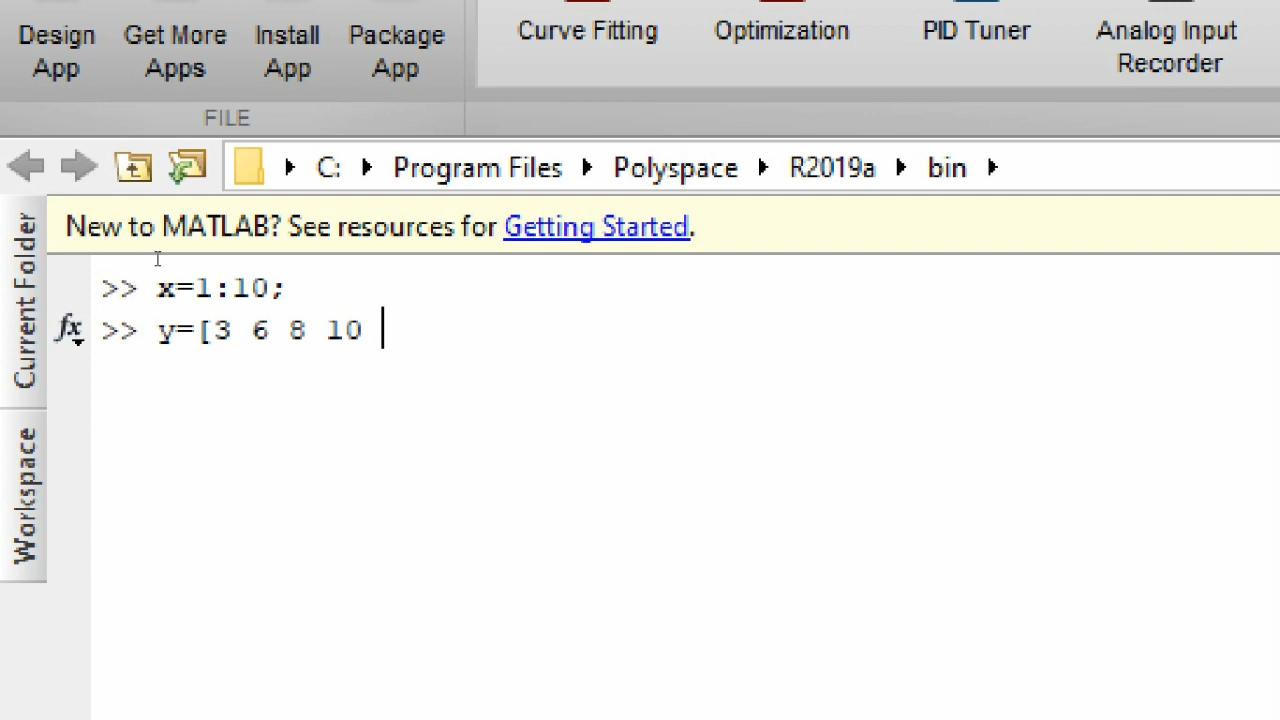 Design App
Get More Apps
Install App
Package App
Curve Fitting
Optimization
PID Tuner
Analog Input Recorder
FILE
C: Program Files Polyspace R2019a bin
Current Folder
New to MATLAB? See resources for Getting Started.
>> x=1:10;
fx >> y=[3 6 8 10
Workspace